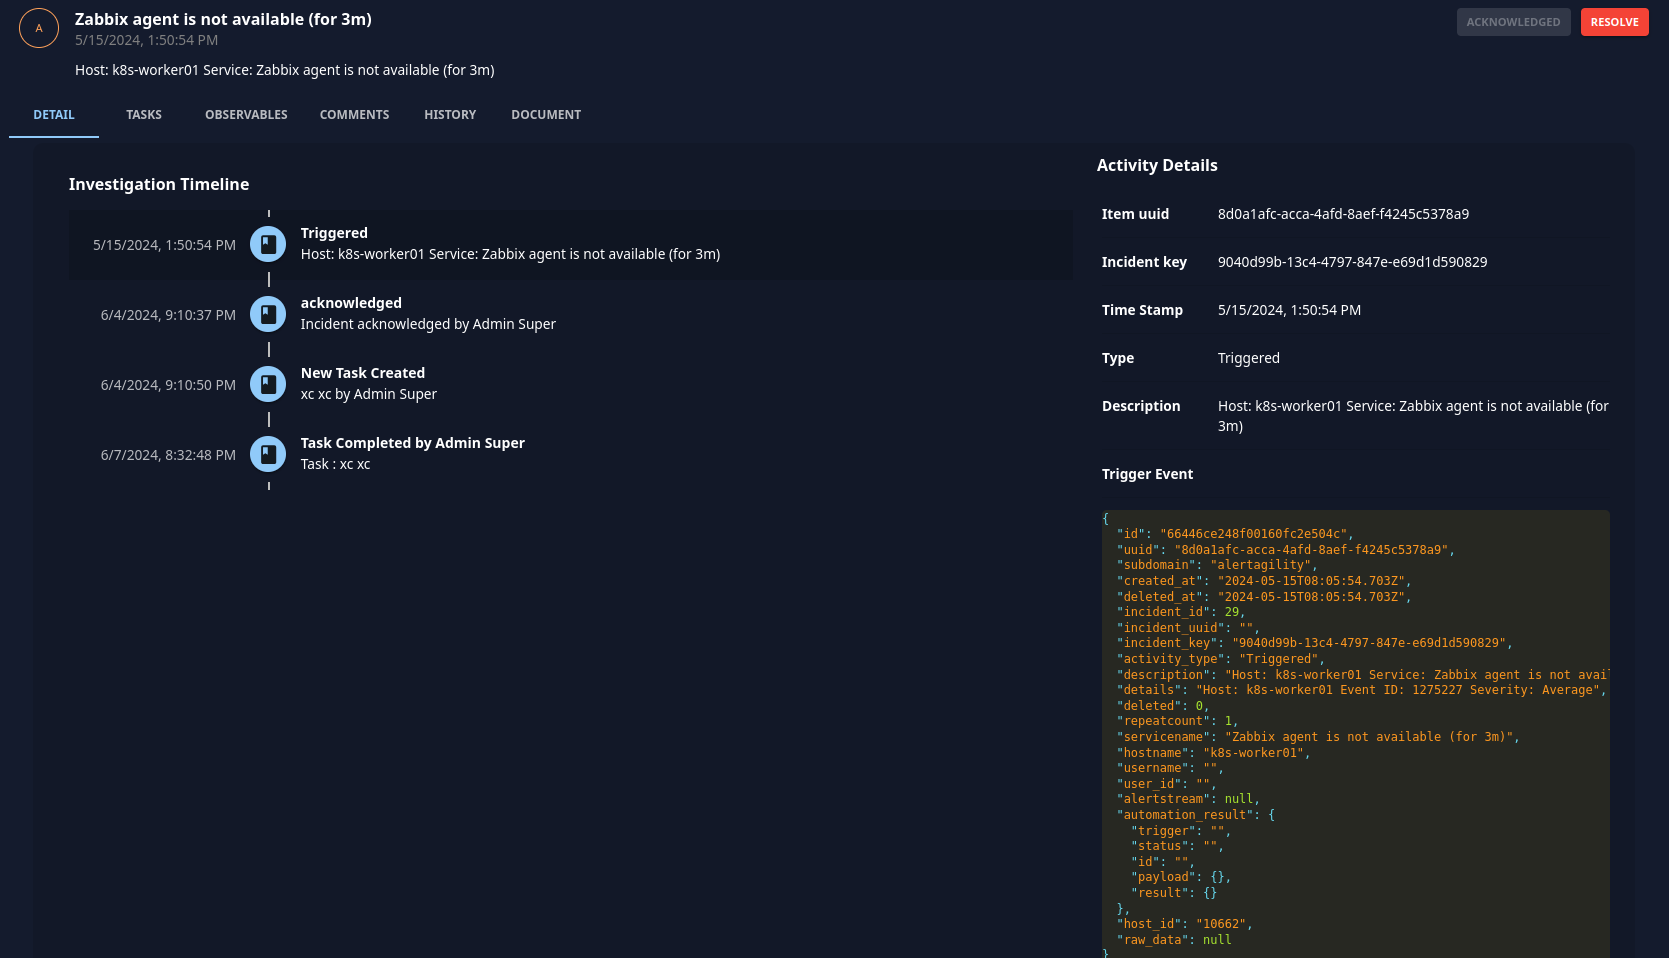 A
Zabbix agent is not available (for 3m)
5/15/2024, 1:50:54 PM
Host: k8s-worker01 Service: Zabbix agent is not available (for 3m)
ACKNOWLEDGED
RESOLVE
DETAIL
TASKS
OBSERVABLES
COMMENTS
HISTORY
DOCUMENT
Investigation Timeline
5/15/2024, 1:50:54 PM
Triggered
Host: k8s-worker01 Service: Zabbix agent is not available (for 3m)
6/4/2024, 9:10:37 PM
acknowledged
Incident acknowledged by Admin Super
6/4/2024, 9:10:50 PM
New Task Created
xc xc by Admin Super
6/7/2024, 8:32:48 PM
Task Completed by Admin Super
Task : xc xc
Activity Details
Item uuid 8d0a1afc-acca-4afd-8aef-f4245c5378a9
Incident key 9040d99b-13c4-4797-847e-e69d1d590829
Time Stamp 5/15/2024, 1:50:54 PM
Type Triggered
Description Host: k8s-worker01 Service: Zabbix agent is not available (for
3m)
Trigger Event
{
"id": "66446ce248f00160fc2e504c",
"uuid": "8d0a1afc-acca-4afd-8aef-f4245c5378a9",
"subdomain": "alertagility",
"created_at": "2024-05-15T08:05:54.703Z",
"deleted_at": "2024-05-15T08:05:54.703Z",
"incident_id": 29,
"incident_uuid": "",
"incident_key": "9040d99b-13c4-4797-847e-e69d1d590829",
"activity_type": "Triggered",
"description": "Host: k8s-worker01 Service: Zabbix agent is not avai
"details": "Host: k8s-worker01 Event ID: 1275227 Severity: Average",
"deleted": 0,
"repeatcount": 1,
"servicename": "Zabbix agent is not available (for 3m)",
"hostname": "k8s-worker01",
"username": "",
"user_id": "",
"alertstream": null,
"automation_result": {
"trigger": "",
"status": "",
"id": "",
"payload": {},
"result": {}
},
"host_id": "10662",
"raw_data": null
}